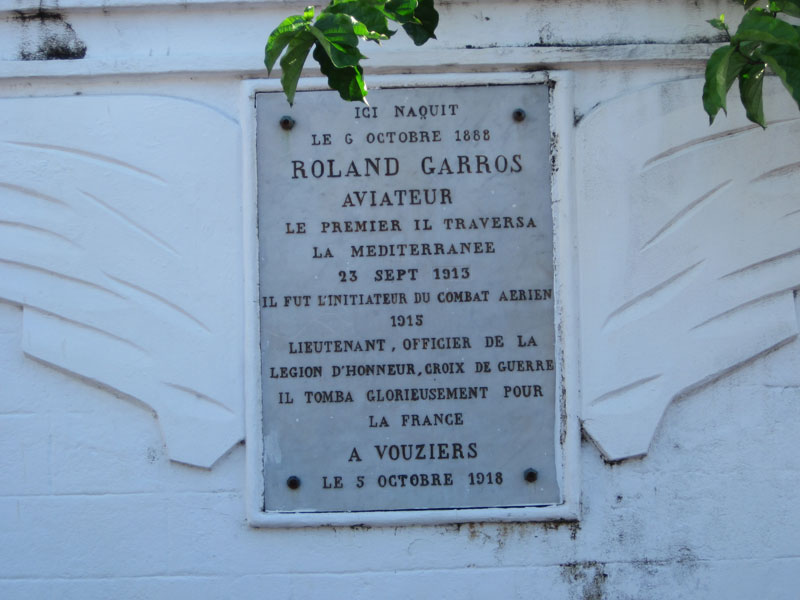 ICI NAQUIT
LE 6 OCTOBRE 1888
ROLAND GARROS
AVIATEUR
LE PREMIER IL TRAVERSA
LA MEDITERRANEE
23 SEPT 1913
IL FUT L'INITIATEUR DU COMBAT AERIEN
1915
LIEUTENANT, OFFICIER DE LA
LEGION D'HONNEUR, CROIX DE GUERRE
IL TOMBA GLORIEUSEMENT POUR
LA FRANCE
A VOUZIERS
LE 5 OCTOBRE 1918